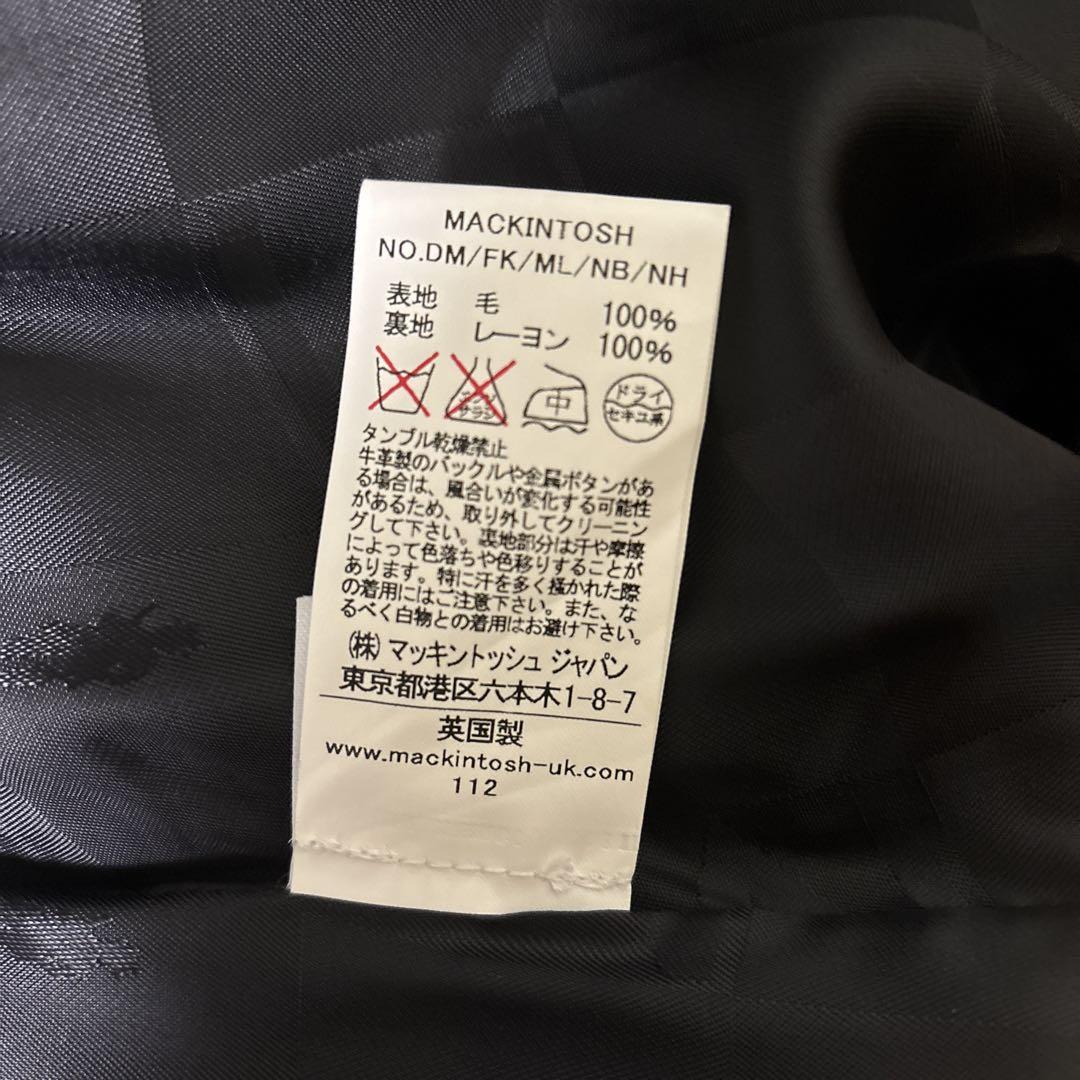 MACKINTOSH
NO.DM/FK/ML/NB/NH
表地 毛 100%
裏地 レーヨン 100%
エンソ
サラシ
中
ドライ
セキユ系
タンブル乾燥禁止
牛革製のバックルや金属ボタンがあ
る場合は、風合いが変化する可能性
があるため、取り外してクリーニン
グして下さい。裏地部分は汗や摩擦
によって色落ちや色移りすることが
あります。特に汗を多く掻かれた際
の着用にはご注意下さい。また、な
るべく白物との着用はお避け下さい。
(株)マッキントッシュ ジャパン
東京都港区六本木1-8-7
英国製
www.mackintosh-uk.com
112